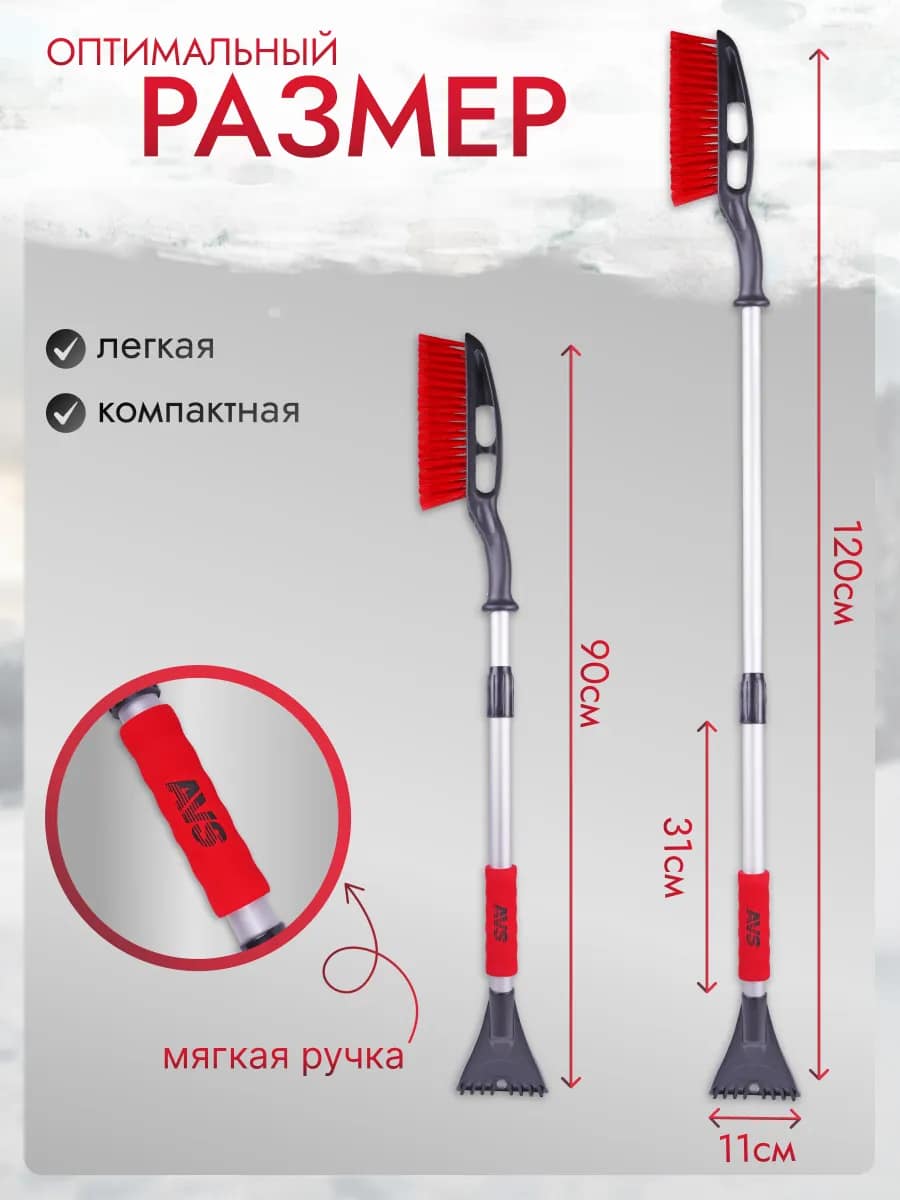 ОПТИМАЛЬНЫЙ
РАЗМЕР
легкая
компактная
90см
120см
31см
AVS
AVS
AVS
мягкая ручка
11см